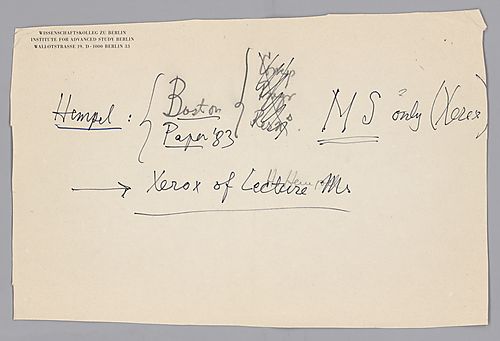 WISSENSCHAFTSKOLLEG ZU BERLIN
INSTITUTE FOR ADVANCED STUDY BERLIN
WALLOTSTRASSE 19, D-1000 BERLIN 33
Hempel : { Boston { MS only (Xerox)
Paper '83
→ Xerox of Lecture Ms